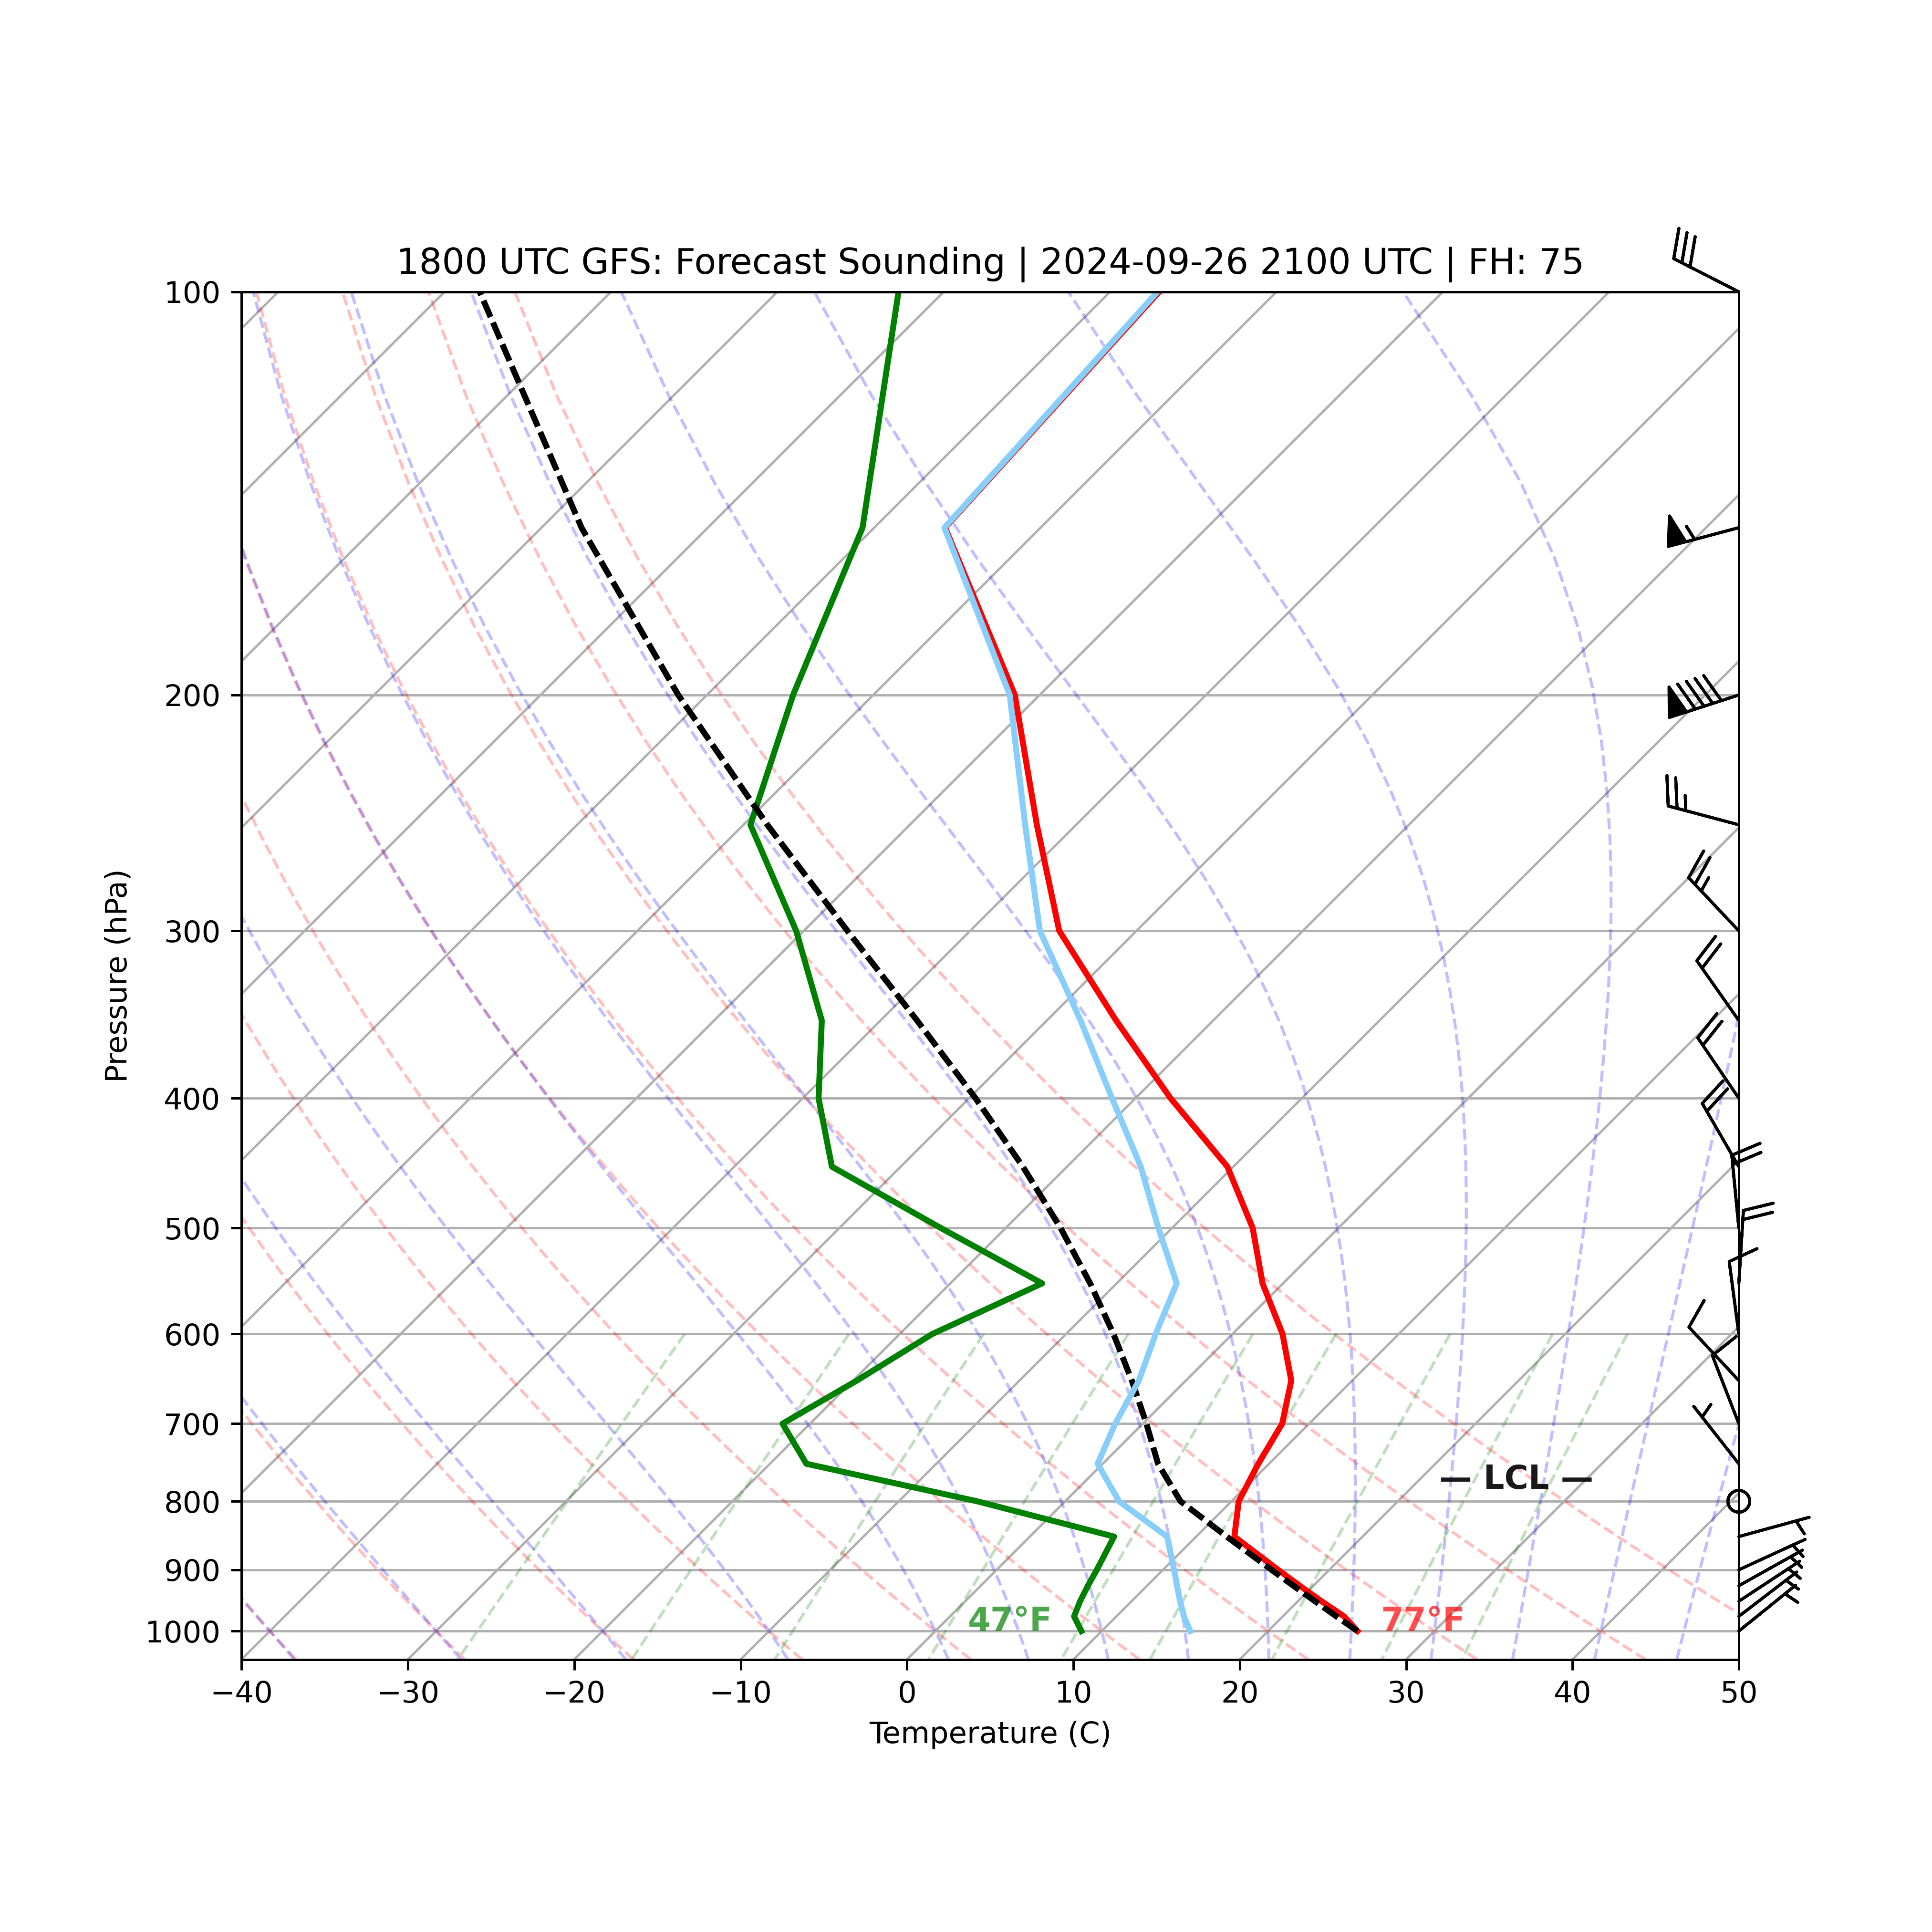 1800 UTC GFS: Forecast Sounding | 2024-09-26 2100 UTC | FH: 75
100
200
300
400
500
600
700
800
900
1000
Pressure (hPa)
— LCL —
47°F
77°F
−40 −30 −20 −10 0 10 20 30 40 50
Temperature (C)